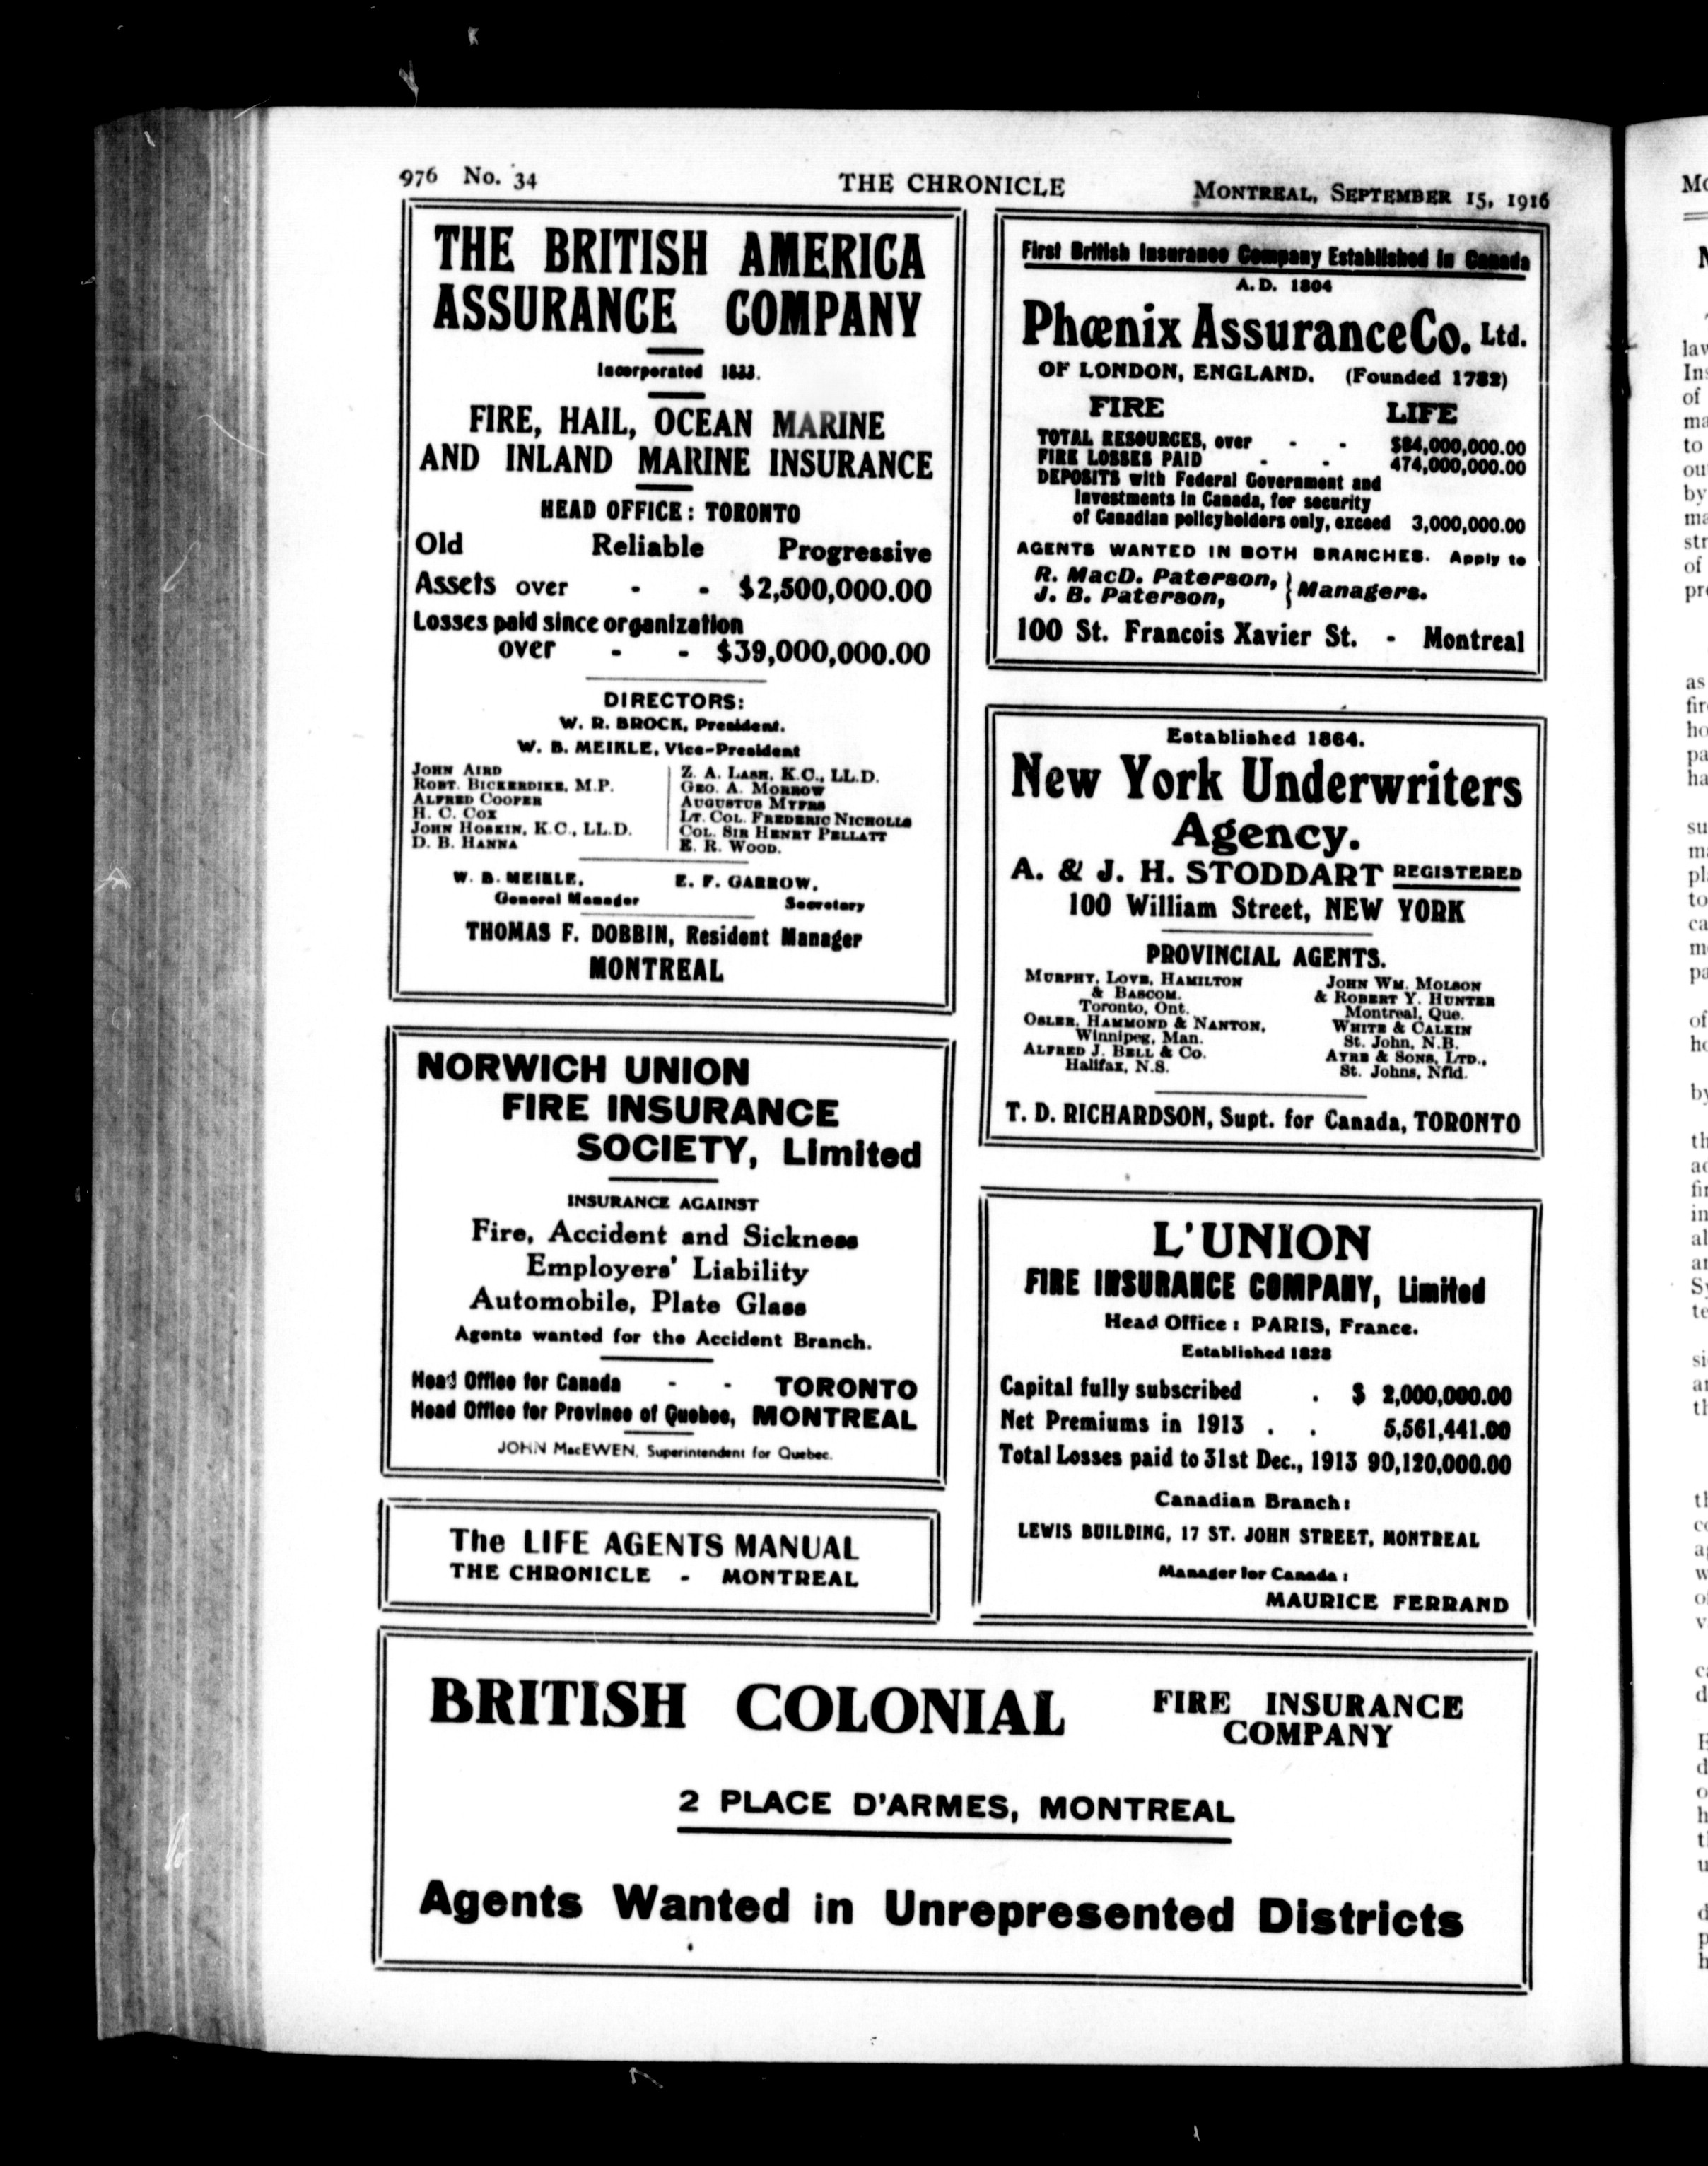 976 No. 34
THE CHRONICLE
MONTREAL, SEPTEMBER 15, 1916
THE BRITISH AMERICA
ASSURANCE COMPANY
Incorporated 1833.
FIRE, HAIL, OCEAN MARINE
AND INLAND MARINE INSURANCE
HEAD OFFICE: TORONTO
Old Reliable Progressive
Assets over - - $2,500,000.00
Losses paid since organization
over - - $39,000,000.00
DIRECTORS:
W. R. BROCK, President.
W. B. MEIKLE, Vice-President
JOHN AIRD
ROBT. BICKERDIKE, M.P.
ALFRED COOPER
H. C. COX
JOHN HOSKIN, K.C., LL.D.
D. B. HANNA
Z. A. LASH, K.C., LL.D.
GEO. A. MORROW
AUGUSTUS MYERS
LT. COL. FREDERIC NICHOLLS
COL. SIR HENRY PELLATT
E. R. WOOD.
W. B. MEIKLE, E. F. GARROW,
General Manager Secretary
THOMAS F. DOBBIN, Resident Manager
MONTREAL
NORWICH UNION
FIRE INSURANCE
SOCIETY, Limited
INSURANCE AGAINST
Fire, Accident and Sickness
Employers' Liability
Automobile, Plate Glass
Agents wanted for the Accident Branch.
Head Office for Canada - - TORONTO
Head Office for Province of Quebec, MONTREAL
JOHN MacEWEN, Superintendent for Quebec.
The LIFE AGENTS MANUAL
THE CHRONICLE - MONTREAL
First British Insurance Company Established in Canada
A.D. 1804
Phœnix Assurance Co. Ltd.
OF LONDON, ENGLAND. (Founded 1782)
FIRE LIFE
TOTAL RESOURCES, over - - $84,000,000.00
FIRE LOSSES PAID - - 474,000,000.00
DEPOSITS with Federal Government and
Investments in Canada, for security
of Canadian policyholders only, exceed 3,000,000.00
AGENTS WANTED IN BOTH BRANCHES. Apply to
R. MacD. Paterson,
J. B. Paterson, } Managers.
100 St. Francois Xavier St. - Montreal
Established 1864.
New York Underwriters
Agency.
A. & J. H. STODDART REGISTERED
100 William Street, NEW YORK
PROVINCIAL AGENTS.
MURPHY, LOVE, HAMILTON
& BASCOM.
Toronto, Ont.
OSLER, HAMMOND & NANTON,
Winnipeg, Man.
ALFRED J. BELL & CO.
Halifax, N.S.
JOHN WM. MOLSON
& ROBERT Y. HUNTER
Montreal, Que.
WHITE & CALKIN
St. John, N.B.
AYRE & SONS, LTD.,
St. Johns, Nfld.
T. D. RICHARDSON, Supt. for Canada, TORONTO
L'UNION
FIRE INSURANCE COMPANY, Limited
Head Office: PARIS, France.
Established 1828
Capital fully subscribed . $ 2,000,000.00
Net Premiums in 1913 . . 5,561,441.00
Total Losses paid to 31st Dec., 1913 90,120,000.00
Canadian Branch:
LEWIS BUILDING, 17 ST. JOHN STREET, MONTREAL
Manager for Canada:
MAURICE FERRAND
BRITISH COLONIAL FIRE INSURANCE
COMPANY
2 PLACE D'ARMES, MONTREAL
Agents Wanted in Unrepresented Districts